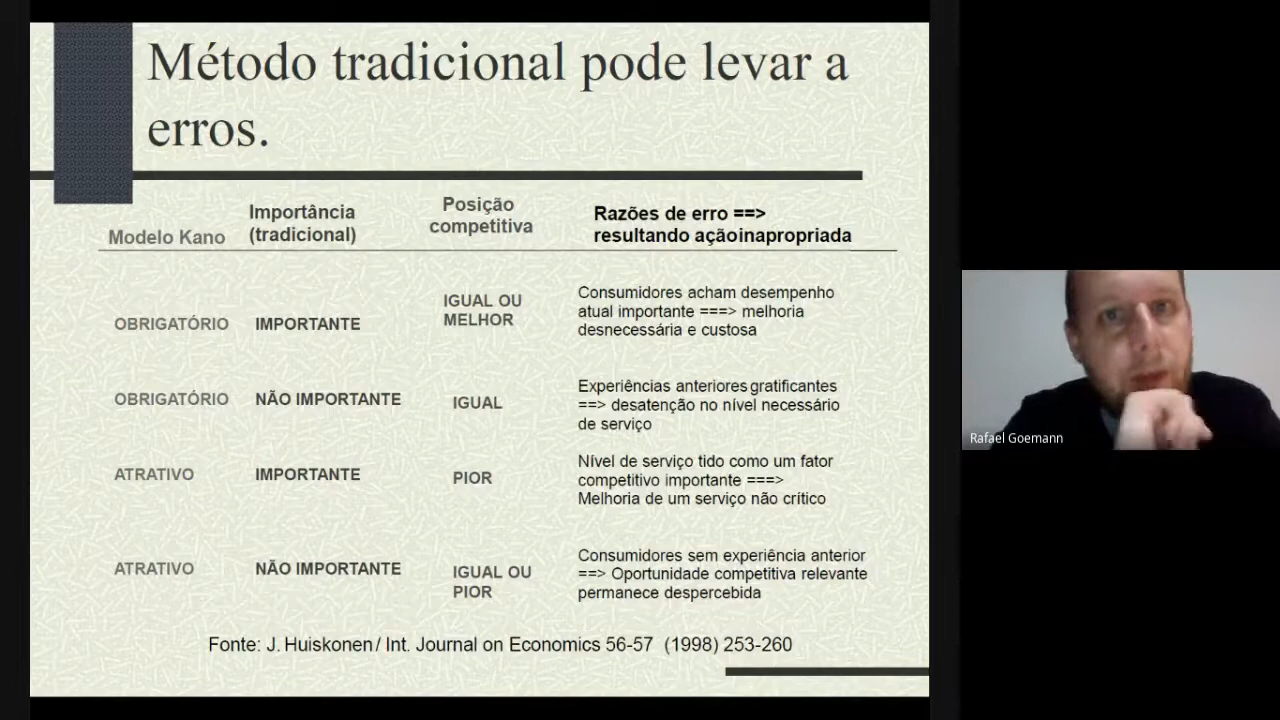 Método tradicional pode levar a
erros.
Modelo Kano
Importância
(tradicional)
Posição
competitiva
Razões de erro ==>
resultando açãoinapropriada
OBRIGATÓRIO
IMPORTANTE
IGUAL OU
MELHOR
Consumidores acham desempenho
atual importante ===> melhoria
desnecessária e custosa
OBRIGATÓRIO
NÃO IMPORTANTE
IGUAL
Experiências anteriores gratificantes
==> desatenção no nível necessário
de serviço
ATRATIVO
IMPORTANTE
PIOR
Nível de serviço tido como um fator
competitivo importante ===>
Melhoria de um serviço não crítico
ATRATIVO
NÃO IMPORTANTE
IGUAL OU
PIOR
Consumidores sem experiência anterior
==> Oportunidade competitiva relevante
permanece despercebida
Fonte: J. Huiskonen / Int. Journal on Economics 56-57 (1998) 253-260
Rafael Goemann